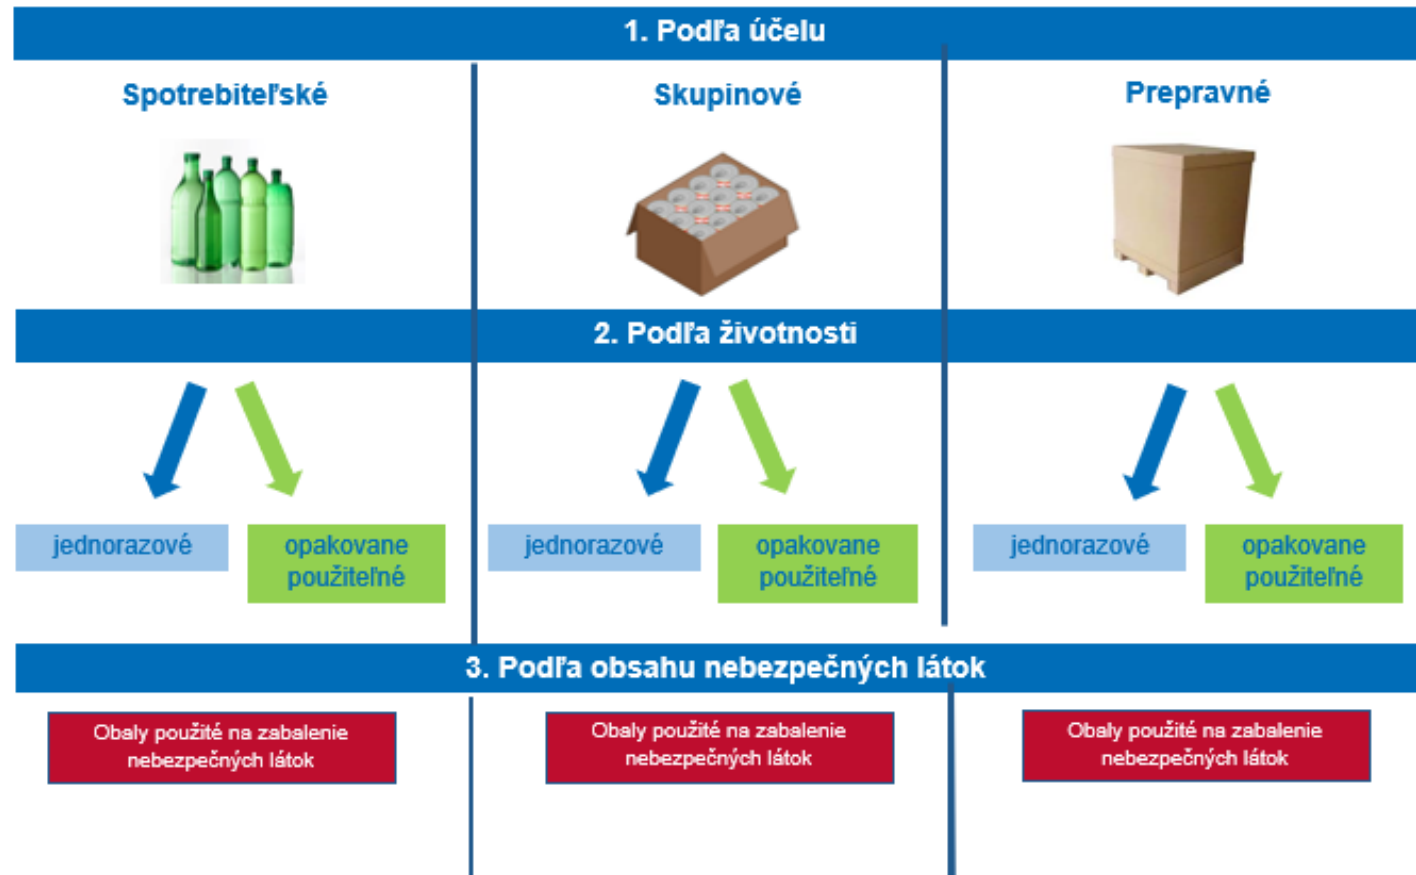 1. Podľa účelu
Spotrebiteľské
Skupinové
Prepravné
2. Podľa životnosti
jednorazové
opakovane
použiteľné
jednorazové
opakovane
použiteľné
jednorazové
opakovane
použiteľné
3. Podľa obsahu nebezpečných látok
Obaly použité na zabalenie
nebezpečných látok
Obaly použité na zabalenie
nebezpečných látok
Obaly použité na zabalenie
nebezpečných látok